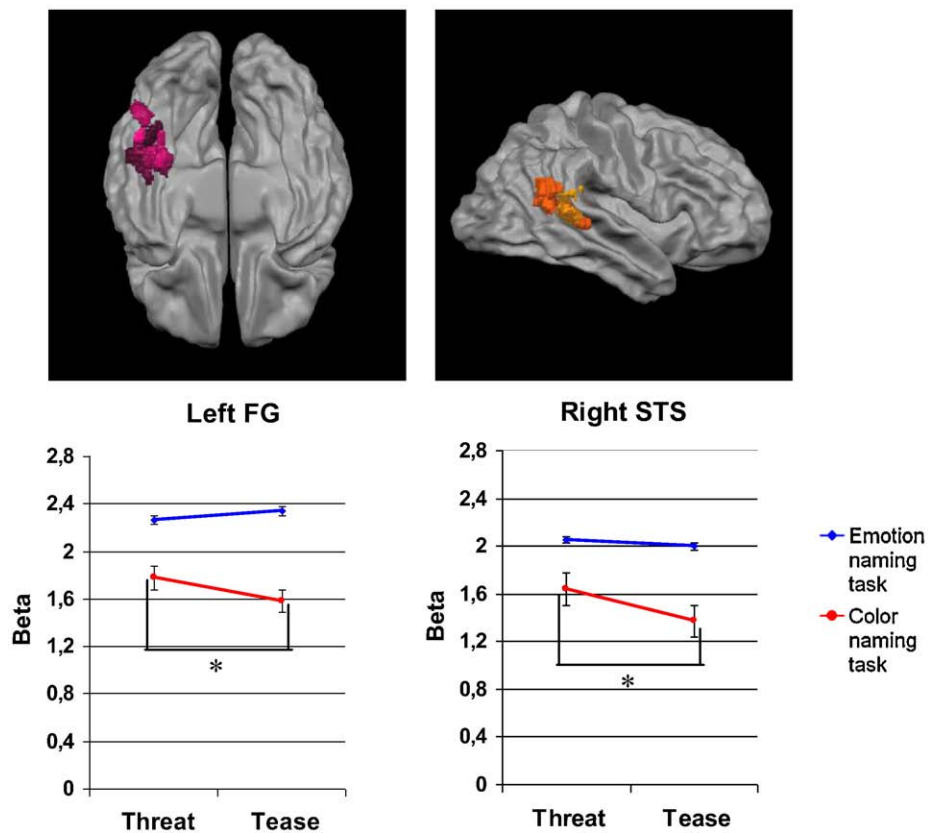 Left FG
Right STS
Beta
2,8
2,4
2
1,6
1,2
0,8
0,4
0
*
Threat
Tease
Beta
2,8
2,4
2
1,6
1,2
0,8
0,4
0
*
Threat
Tease
Emotion
naming
task
Color
naming
task